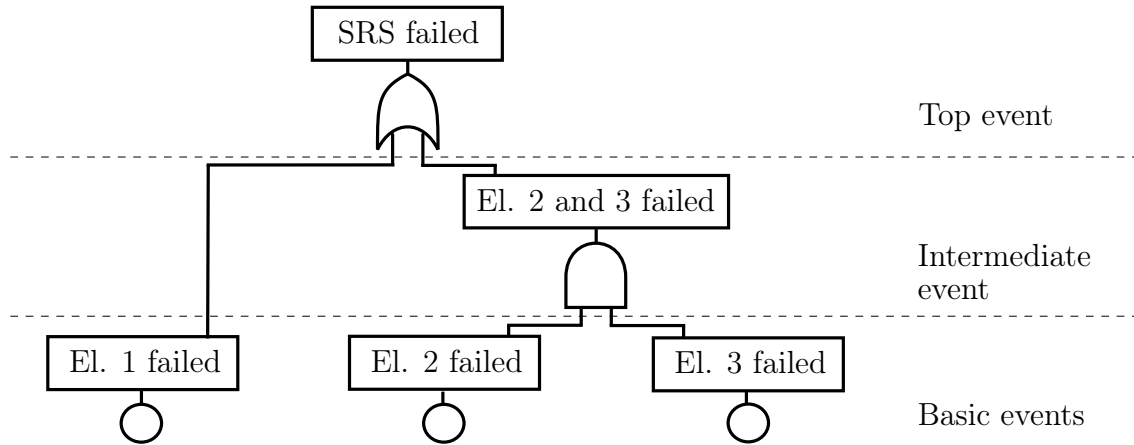 SRS failed
Top event
El. 2 and 3 failed
Intermediate
event
El. 1 failed
El. 2 failed
El. 3 failed
Basic events